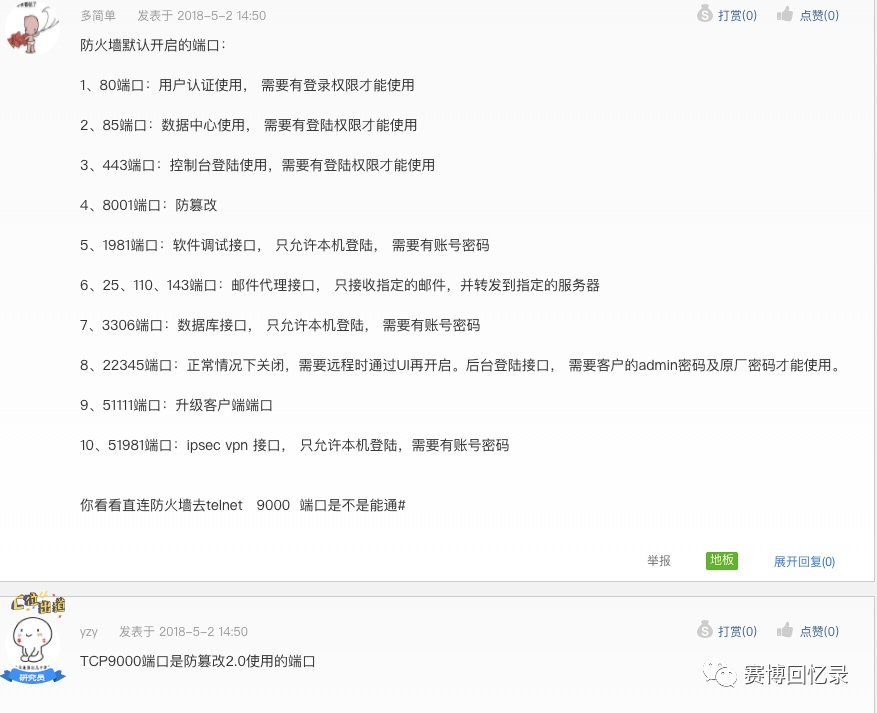 多简单 发表于 2018-5-2 14:50 打赏(0) 点赞(0)
防火墙默认开启的端口：
1、80端口：用户认证使用， 需要有登录权限才能使用
2、85端口：数据中心使用， 需要有登陆权限才能使用
3、443端口：控制台登陆使用，需要有登陆权限才能使用
4、8001端口：防篡改
5、1981端口：软件调试接口， 只允许本机登陆， 需要有账号密码
6、25、110、143端口：邮件代理接口， 只接收指定的邮件，并转发到指定的服务器
7、3306端口：数据库接口， 只允许本机登陆， 需要有账号密码
8、22345端口：正常情况下关闭，需要远程时通过UI再开启。后台登陆接口， 需要客户的admin密码及原厂密码才能使用。
9、51111端口：升级客户端端口
10、51981端口：ipsec vpn 接口， 只允许本机登陆，需要有账号密码
你看看直连防火墙去telnet 9000 端口是不是能通#
举报 地板 展开回复(0)
yzy 发表于 2018-5-2 14:50 打赏(0) 点赞(0)
TCP9000端口是防篡改2.0使用的端口
研究员
赛博回忆录